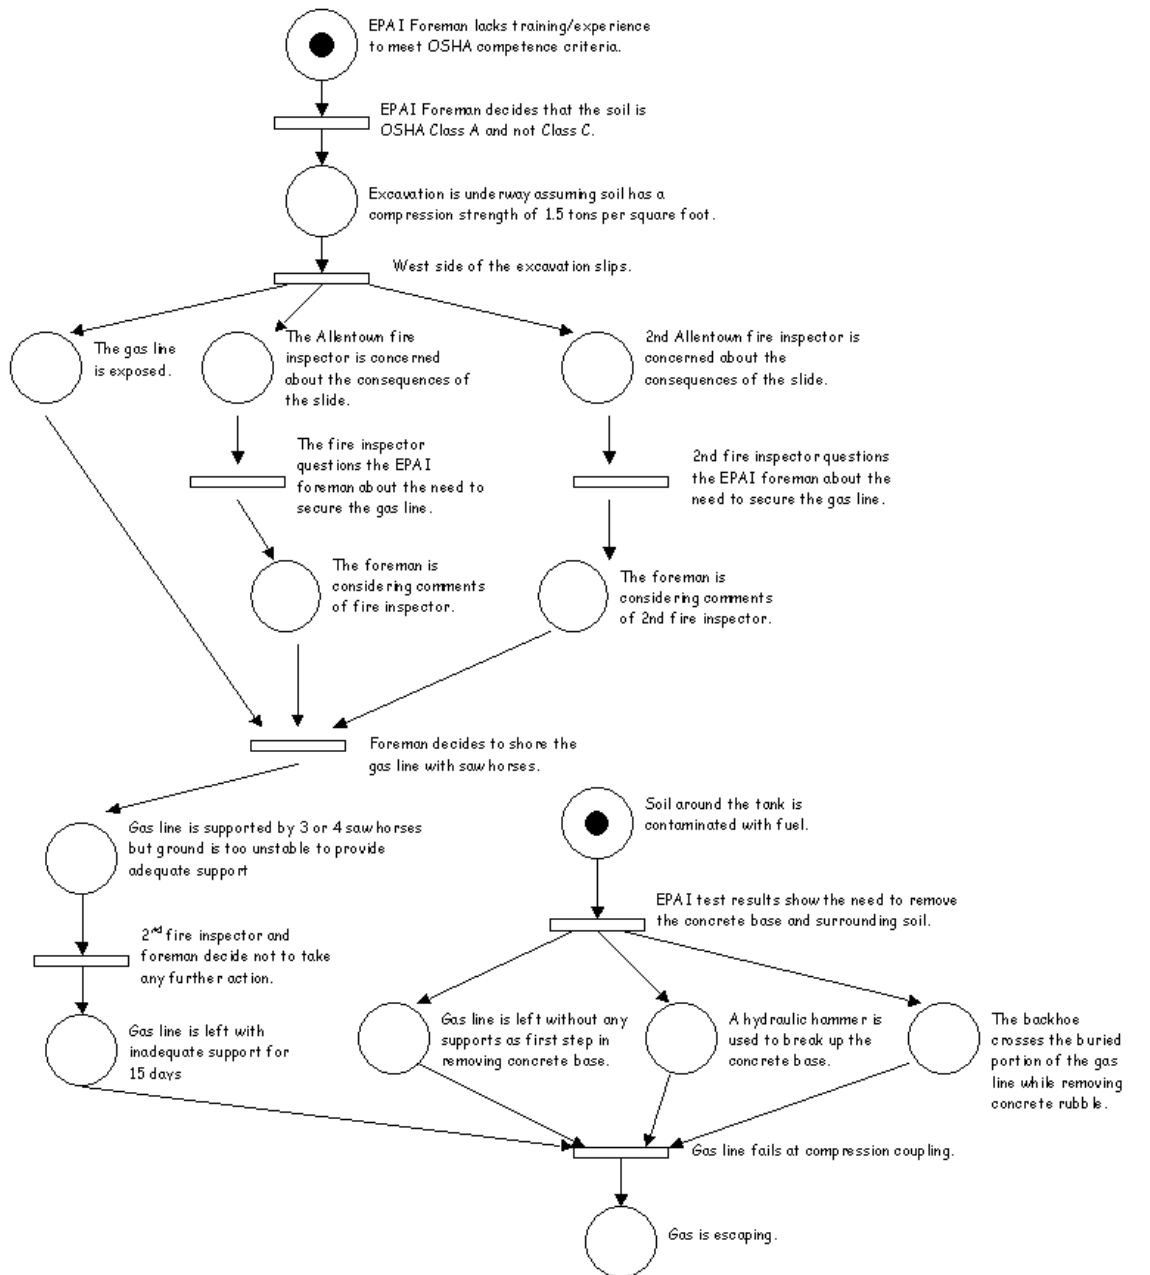 EPAI Foreman lacks training/experience
to meet OSHA competence criteria.
EPAI Foreman decides that the soil is
OSHA Class A and not Class C.
Excavation is underway assuming soil has a
compression strength of 1.5 tons per square foot.
West side of the excavation slips.
The gas line
is exposed.
The Allentown fire
inspector is concerned
about the consequences of
the slide.
2nd Allentown fire inspector is
concerned about the
consequences of the slide.
The fire inspector
questions the EPAI
foreman about the need to
secure the gas line.
2nd fire inspector questions
the EPAI foreman about the
need to secure the gas line.
The foreman is
considering comments
of fire inspector.
The foreman is
considering comments
of 2nd fire inspector.
Foreman decides to shore the
gas line with saw horses.
Soil around the tank is
contaminated with fuel.
Gas line is supported by 3 or 4 saw horses
but ground is too unstable to provide
adequate support
EPAI test results show the need to remove
the concrete base and surrounding soil.
2nd fire inspector and
foreman decide not to take
any further action.
Gas line is left with
inadequate support for
15 days
Gas line is left without any
supports as first step in
removing concrete base.
A hydraulic hammer is
used to break up the
concrete base.
The backhoe
crosses the buried
portion of the gas
line while removing
concrete rubble.
Gas line fails at compression coupling.
Gas is escaping.